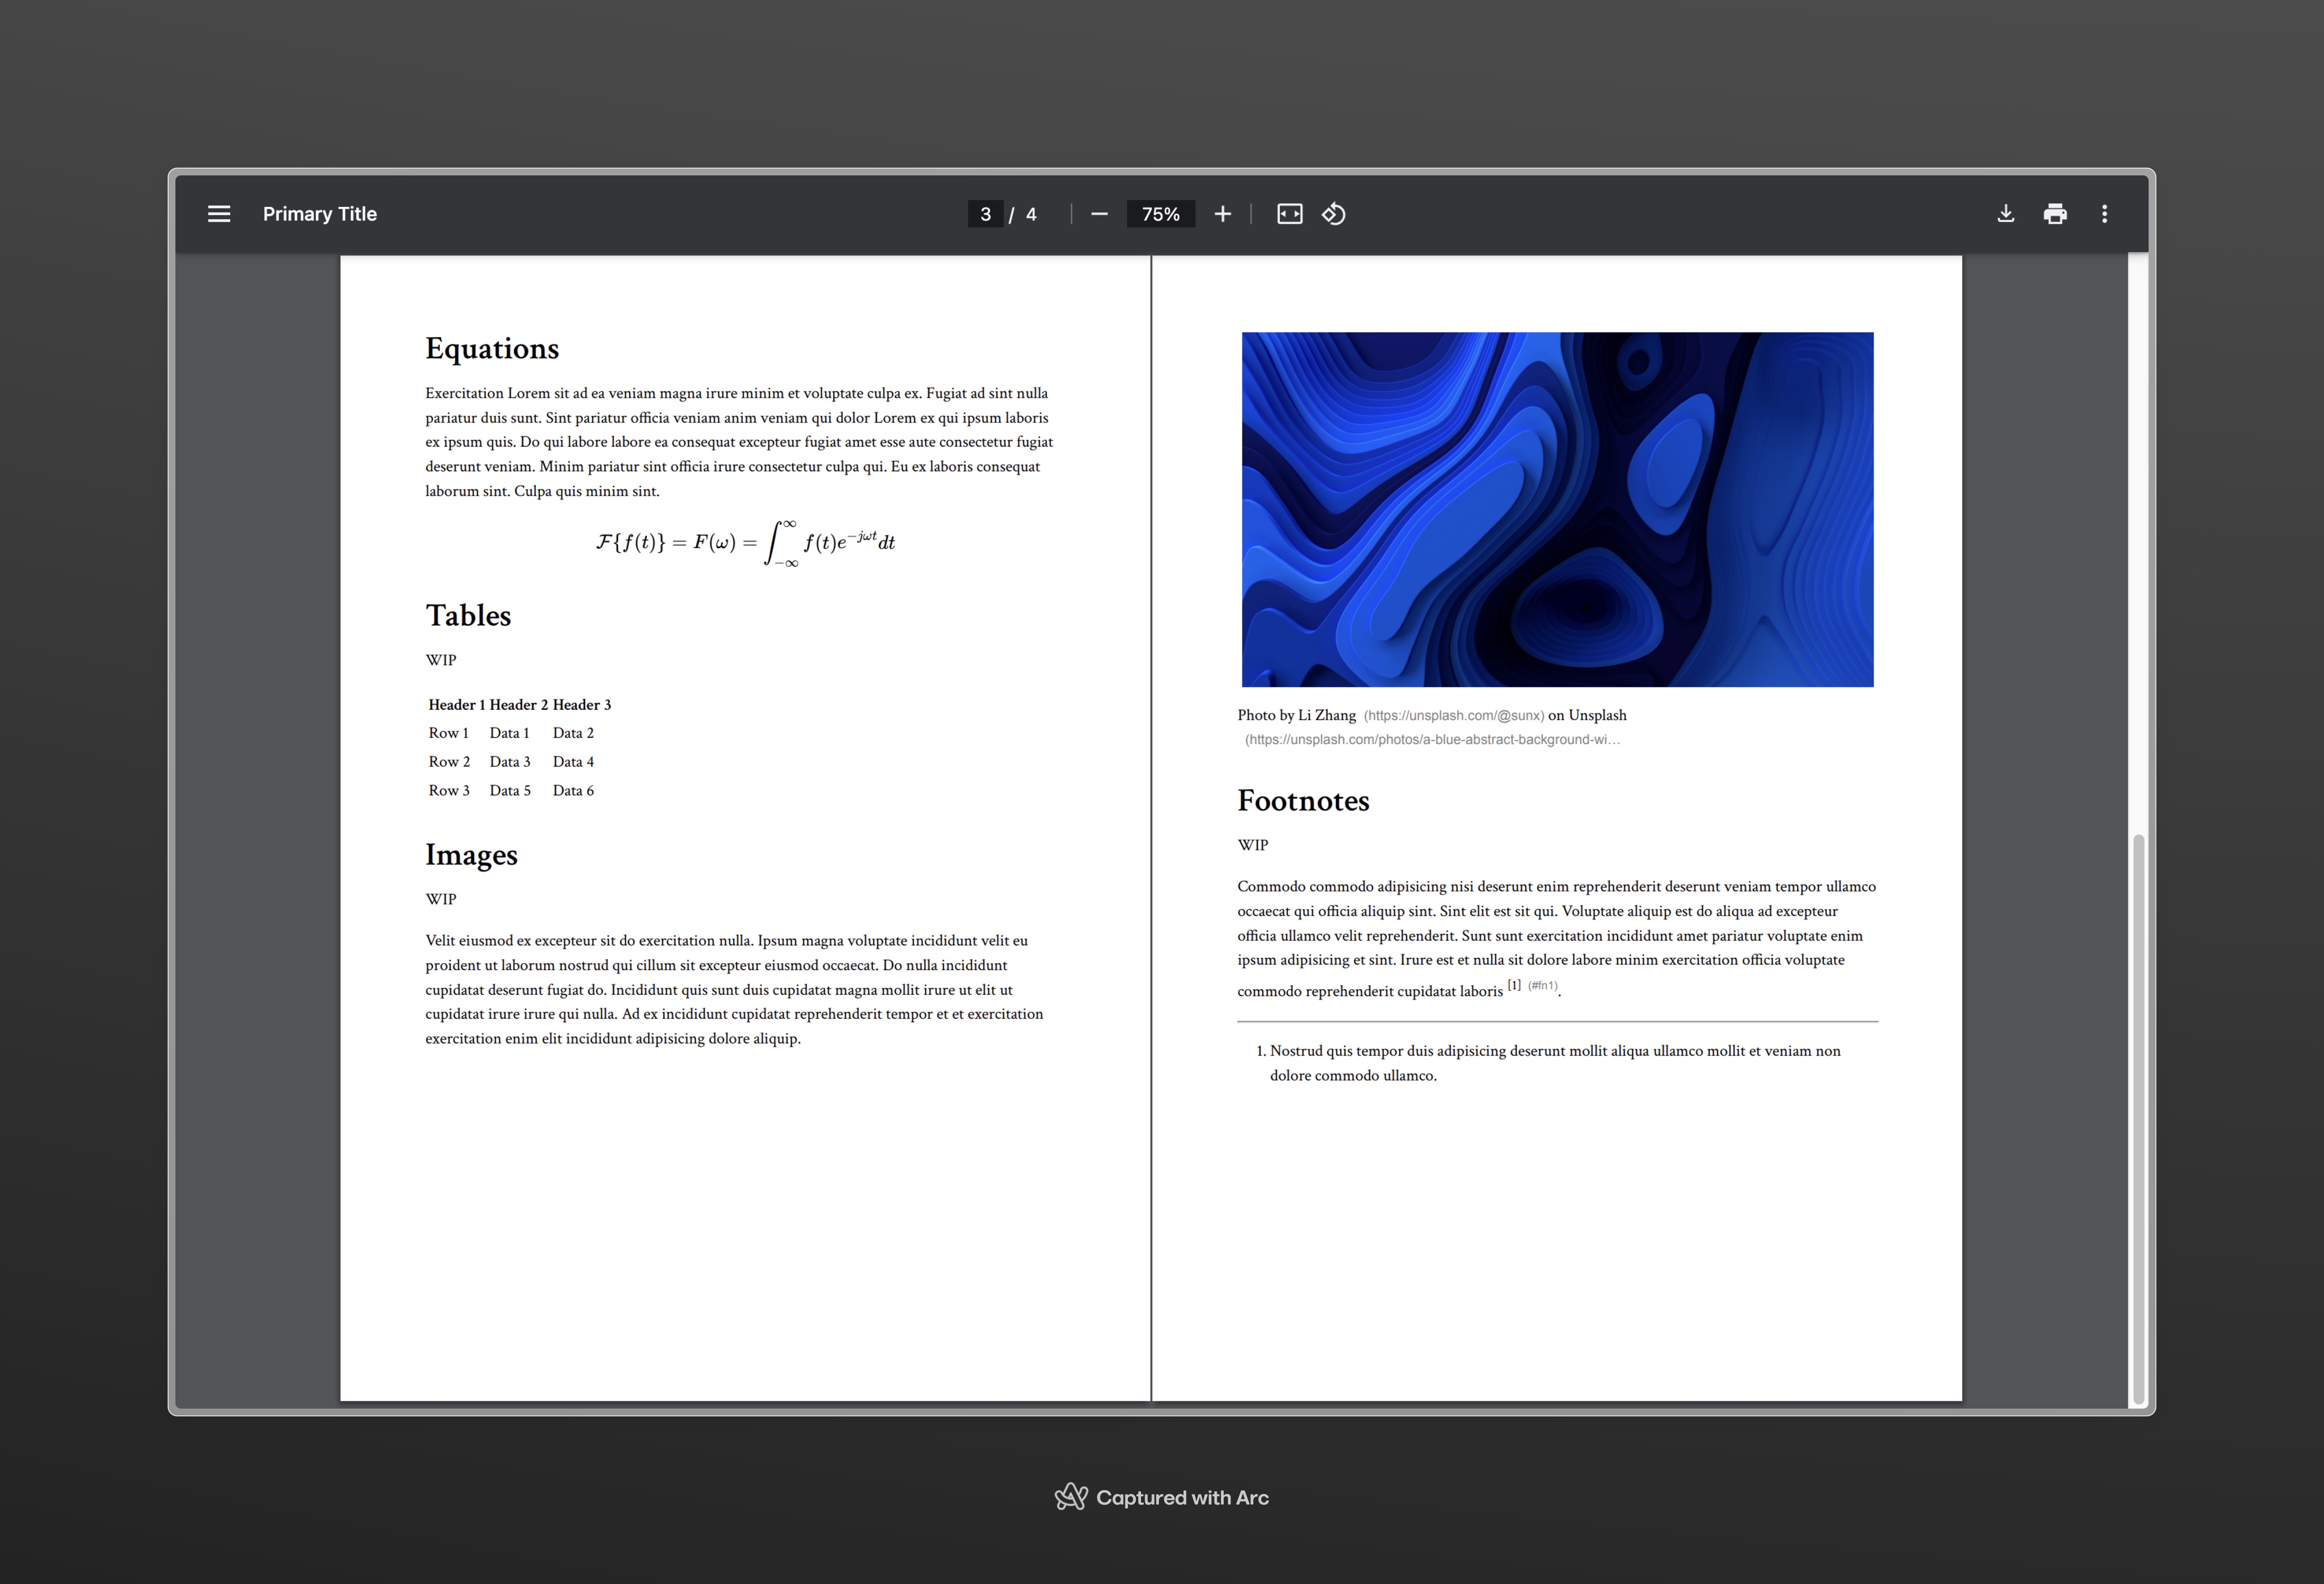 Primary Title
3 / 4
75%
Equations
Exercitation Lorem sit ad ea veniam magna irure minim et voluptate culpa ex. Fugiat ad sint nulla
pariatur duis sunt. Sint pariatur officia veniam anim veniam qui dolor Lorem ex qui ipsum laboris
ex ipsum quis. Do qui labore labore ea consequat excepteur fugiat amet esse aute consectetur fugiat
deserunt veniam. Minim pariatur sint officia irure consectetur culpa qui. Eu ex laboris consequat
laborum sint. Culpa quis minim sint.
ℱ{f(t)} = F(ω) = ∫_{−∞}^{∞} f(t)e^{−jωt}dt
Tables
WIP
Header 1 Header 2 Header 3
Row 1 Data 1 Data 2
Row 2 Data 3 Data 4
Row 3 Data 5 Data 6
Images
WIP
Velit eiusmod ex excepteur sit do exercitation nulla. Ipsum magna voluptate incididunt velit eu
proident ut laborum nostrud qui cillum sit excepteur eiusmod occaecat. Do nulla incididunt
cupidatat deserunt fugiat do. Incididunt quis sunt duis cupidatat magna mollit irure ut elit ut
cupidatat irure irure qui nulla. Ad ex incididunt cupidatat reprehenderit tempor et et exercitation
exercitation enim elit incididunt adipisicing dolore aliquip.
Photo by Li Zhang (https://unsplash.com/@sunx) on Unsplash
(https://unsplash.com/photos/a-blue-abstract-background-wi…
Footnotes
WIP
Commodo commodo adipisicing nisi deserunt enim reprehenderit deserunt veniam tempor ullamco
occaecat qui officia aliquip sint. Sint elit est sit qui. Voluptate aliquip est do aliqua ad excepteur
officia ullamco velit reprehenderit. Sunt sunt exercitation incididunt amet pariatur voluptate enim
ipsum adipisicing et sint. Irure est et nulla sit dolore labore minim exercitation officia voluptate
commodo reprehenderit cupidatat laboris [1] (#fn1).
1. Nostrud quis tempor duis adipisicing deserunt mollit aliqua ullamco mollit et veniam non
dolore commodo ullamco.
Captured with Arc